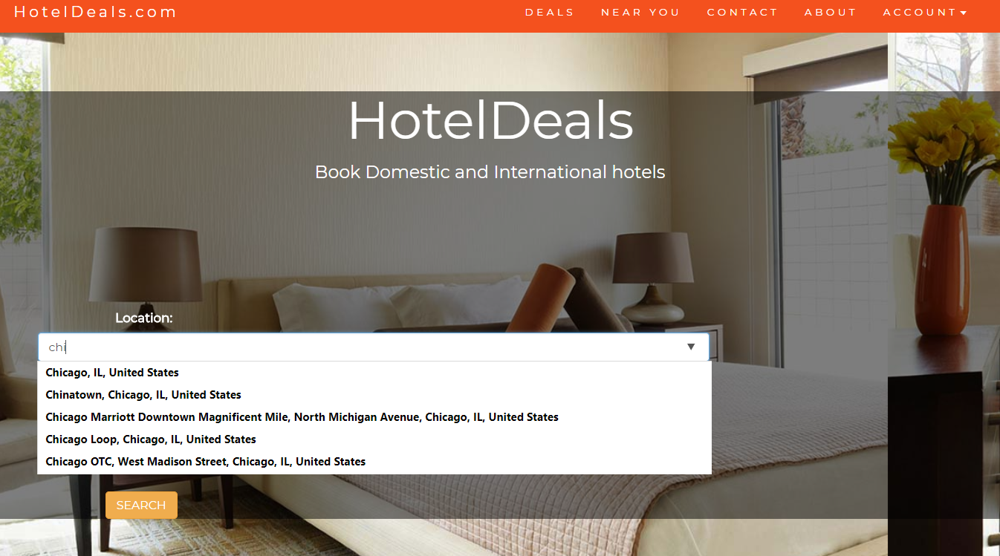 HotelDeals.com
DEALS NEAR YOU CONTACT ABOUT ACCOUNT
HotelDeals
Book Domestic and International hotels
Location:
chi
Chicago, IL, United States
Chinatown, Chicago, IL, United States
Chicago Marriott Downtown Magnificent Mile, North Michigan Avenue, Chicago, IL, United States
Chicago Loop, Chicago, IL, United States
Chicago OTC, West Madison Street, Chicago, IL, United States
SEARCH